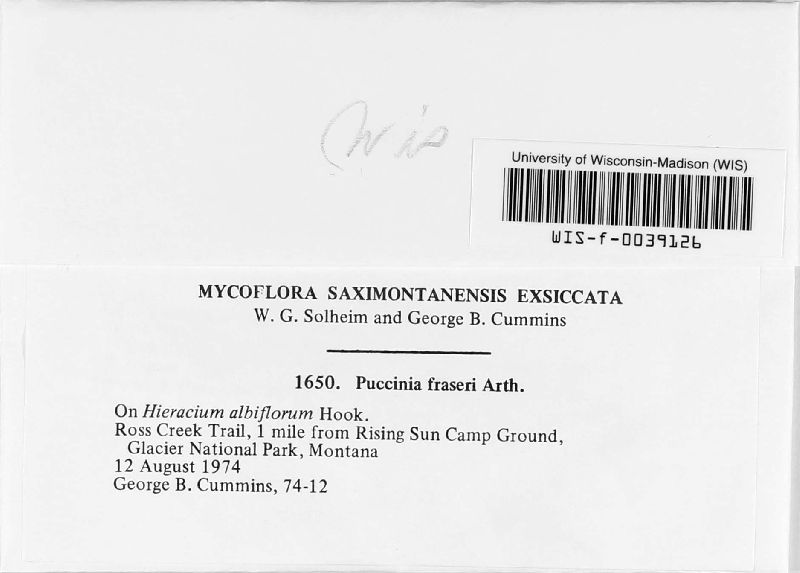 Wis
University of Wisconsin-Madison (WIS)
WIS-f-0039126
MYCOFLORA SAXIMONTANENSIS EXSICCATA
W. G. Solheim and George B. Cummins
1650. Puccinia fraseri Arth.
On Hieracium albiflorum Hook.
Ross Creek Trail, 1 mile from Rising Sun Camp Ground,
Glacier National Park, Montana
12 August 1974
George B. Cummins, 74-12